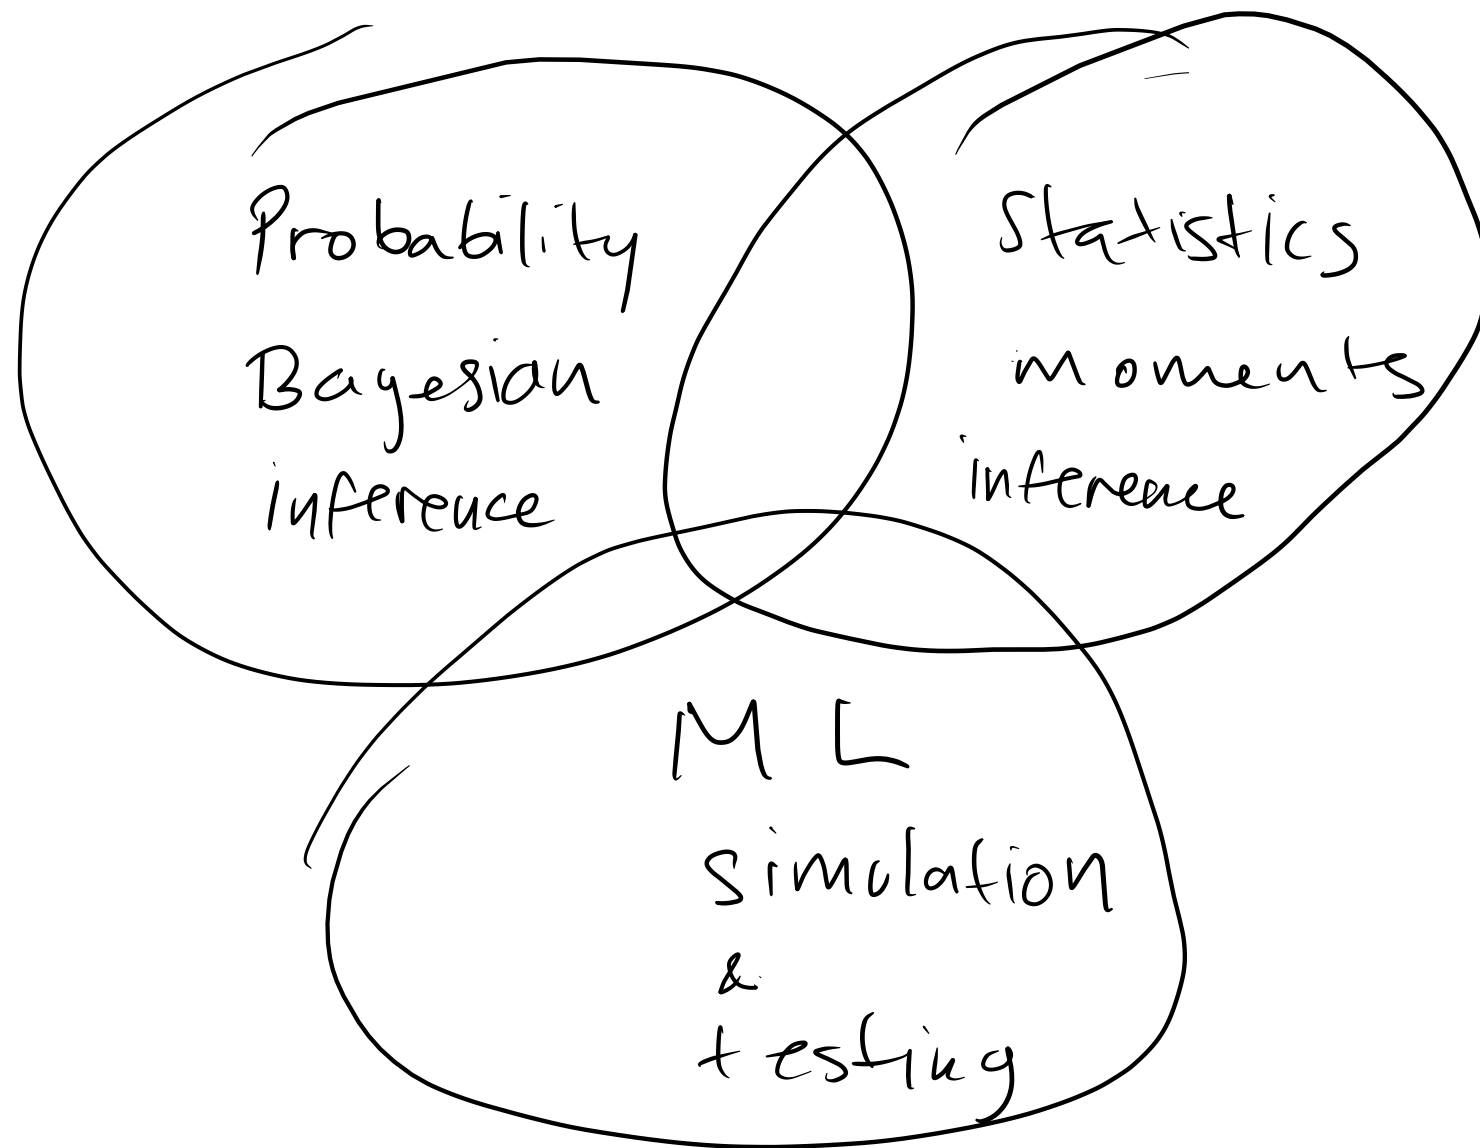 Probability
Bayesian
inference
Statistics
moments
inference
ML
simulation
&
testing